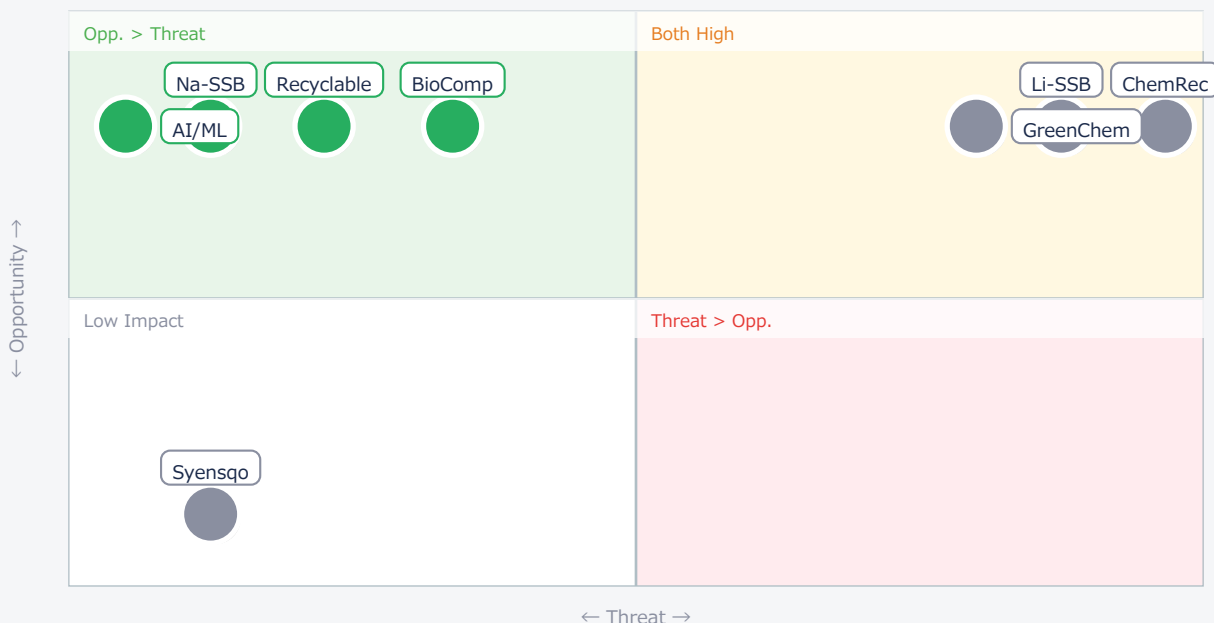 Opp. > Threat
Both High
Na-SSB
Recyclable
BioComp
Li-SSB
ChemRec
AI/ML
GreenChem
← Opportunity →
Low Impact
Threat > Opp.
Syensqo
← Threat →